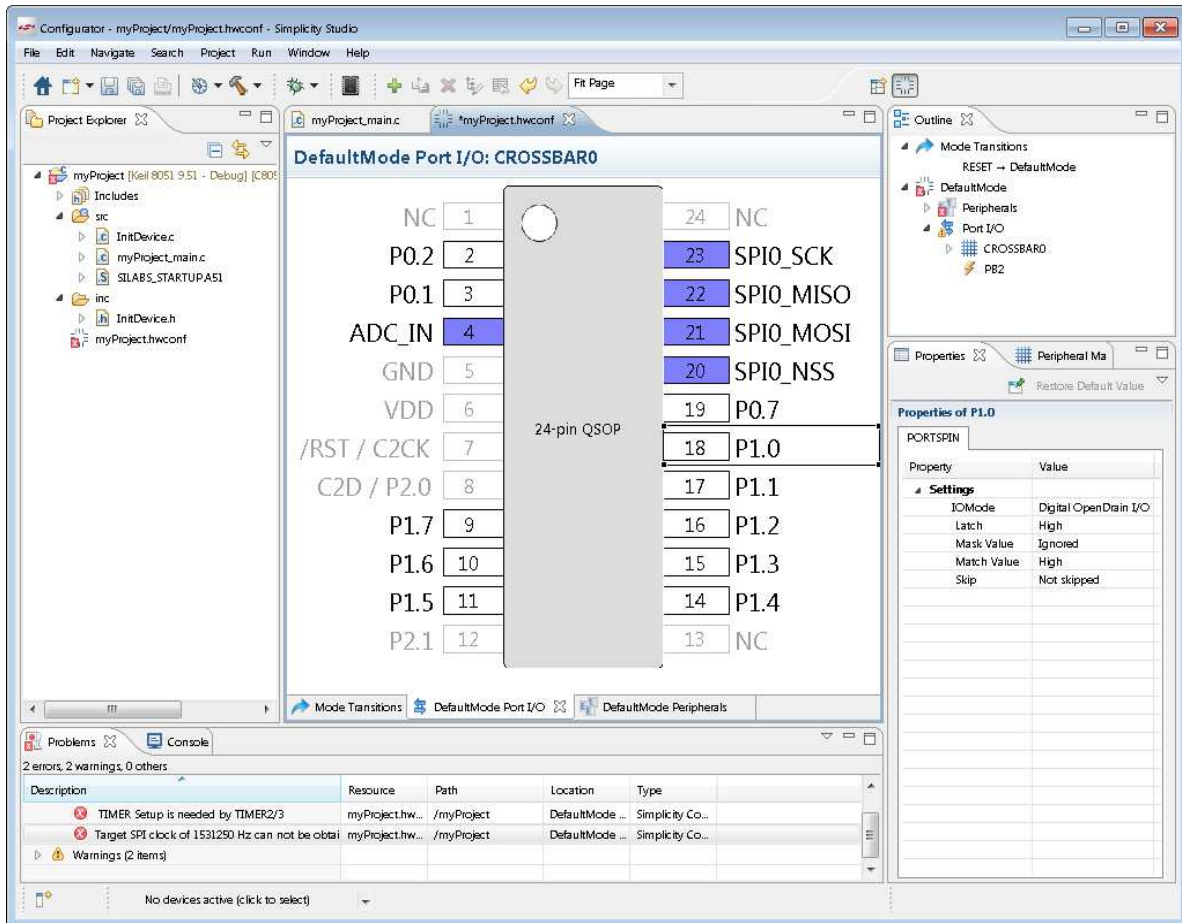 Configurator - myProject/myProject.hwconf - Simplicity Studio
File Edit Navigate Search Project Run Window Help
Fit Page
Project Explorer
myProject [Keil 8051 9.51 - Debug] [C805
Includes
src
InitDevice.c
myProject_main.c
SILABS_STARTUP.A51
inc
InitDevice.h
myProject.hwconf
myProject_main.c *myProject.hwconf
DefaultMode Port I/O: CROSSBAR0
NC 1 24 NC
P0.2 2 23 SPI0_SCK
P0.1 3 22 SPI0_MISO
ADC_IN 4 21 SPI0_MOSI
GND 5 20 SPI0_NSS
VDD 6 19 P0.7
24-pin QSOP
/RST / C2CK 7 18 P1.0
C2D / P2.0 8 17 P1.1
P1.7 9 16 P1.2
P1.6 10 15 P1.3
P1.5 11 14 P1.4
P2.1 12 13 NC
Mode Transitions DefaultMode Port I/O DefaultMode Peripherals
Outline
Mode Transitions
RESET → DefaultMode
DefaultMode
Peripherals
Port I/O
CROSSBAR0
PB2
Properties Peripheral Ma
Restore Default Value
Properties of P1.0
PORTSPIN
Property Value
Settings
IOMode Digital OpenDrain I/O
Latch High
Mask Value Ignored
Match Value High
Skip Not skipped
Problems Console
2 errors, 2 warnings, 0 others
Description Resource Path Location Type
TIMER Setup is needed by TIMER2/3 myProject.hw... /myProject DefaultMode ... Simplicity Co...
Target SPI clock of 1531250 Hz can not be obtai myProject.hw... /myProject DefaultMode ... Simplicity Co...
Warnings (2 items)
No devices active (click to select)